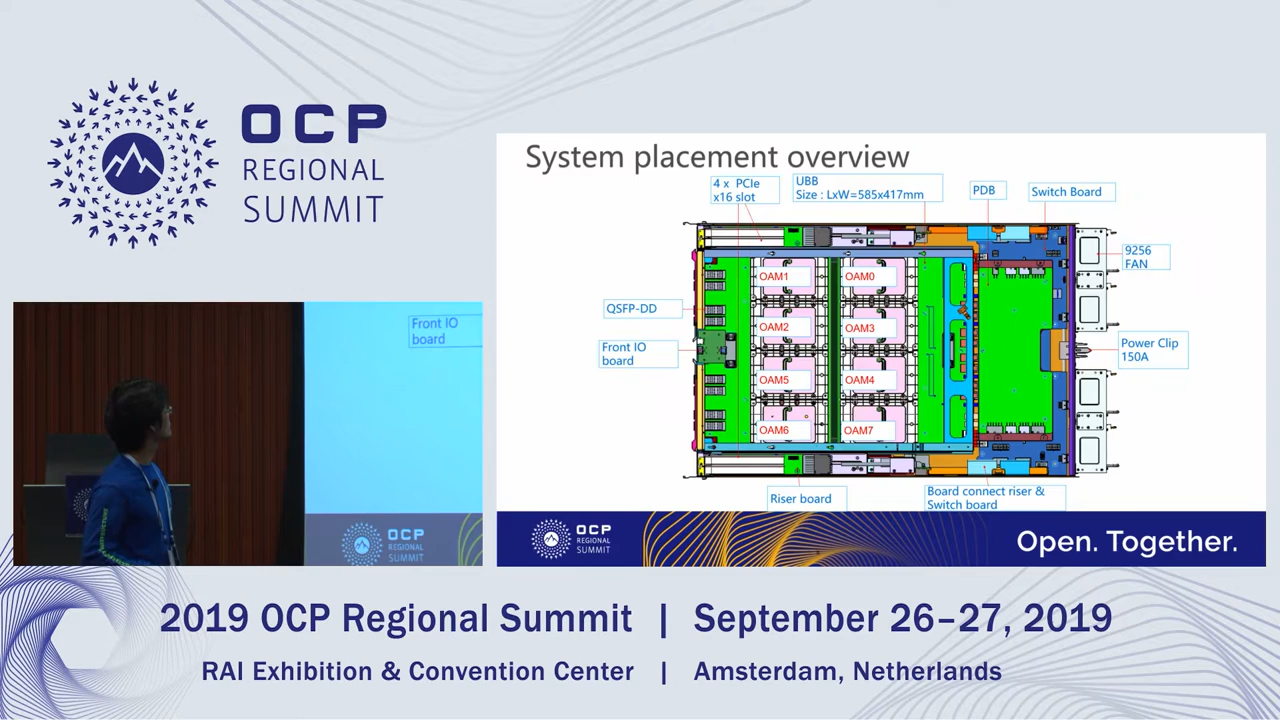 OCP
REGIONAL
SUMMIT
System placement overview
4 x PCIe
x16 slot
UBB
Size : LxW=585x417mm
PDB
Switch Board
9256
FAN
QSFP-DD
Front IO
board
Power Clip
150A
OAM1
OAM0
OAM2
OAM3
OAM5
OAM4
OAM6
OAM7
Riser board
Board connect riser &
Switch board
OCP
REGIONAL
SUMMIT
Open. Together.
Front IO
board
OCP
REGIONAL
SUMMIT
2019 OCP Regional Summit | September 26–27, 2019
RAI Exhibition & Convention Center | Amsterdam, Netherlands